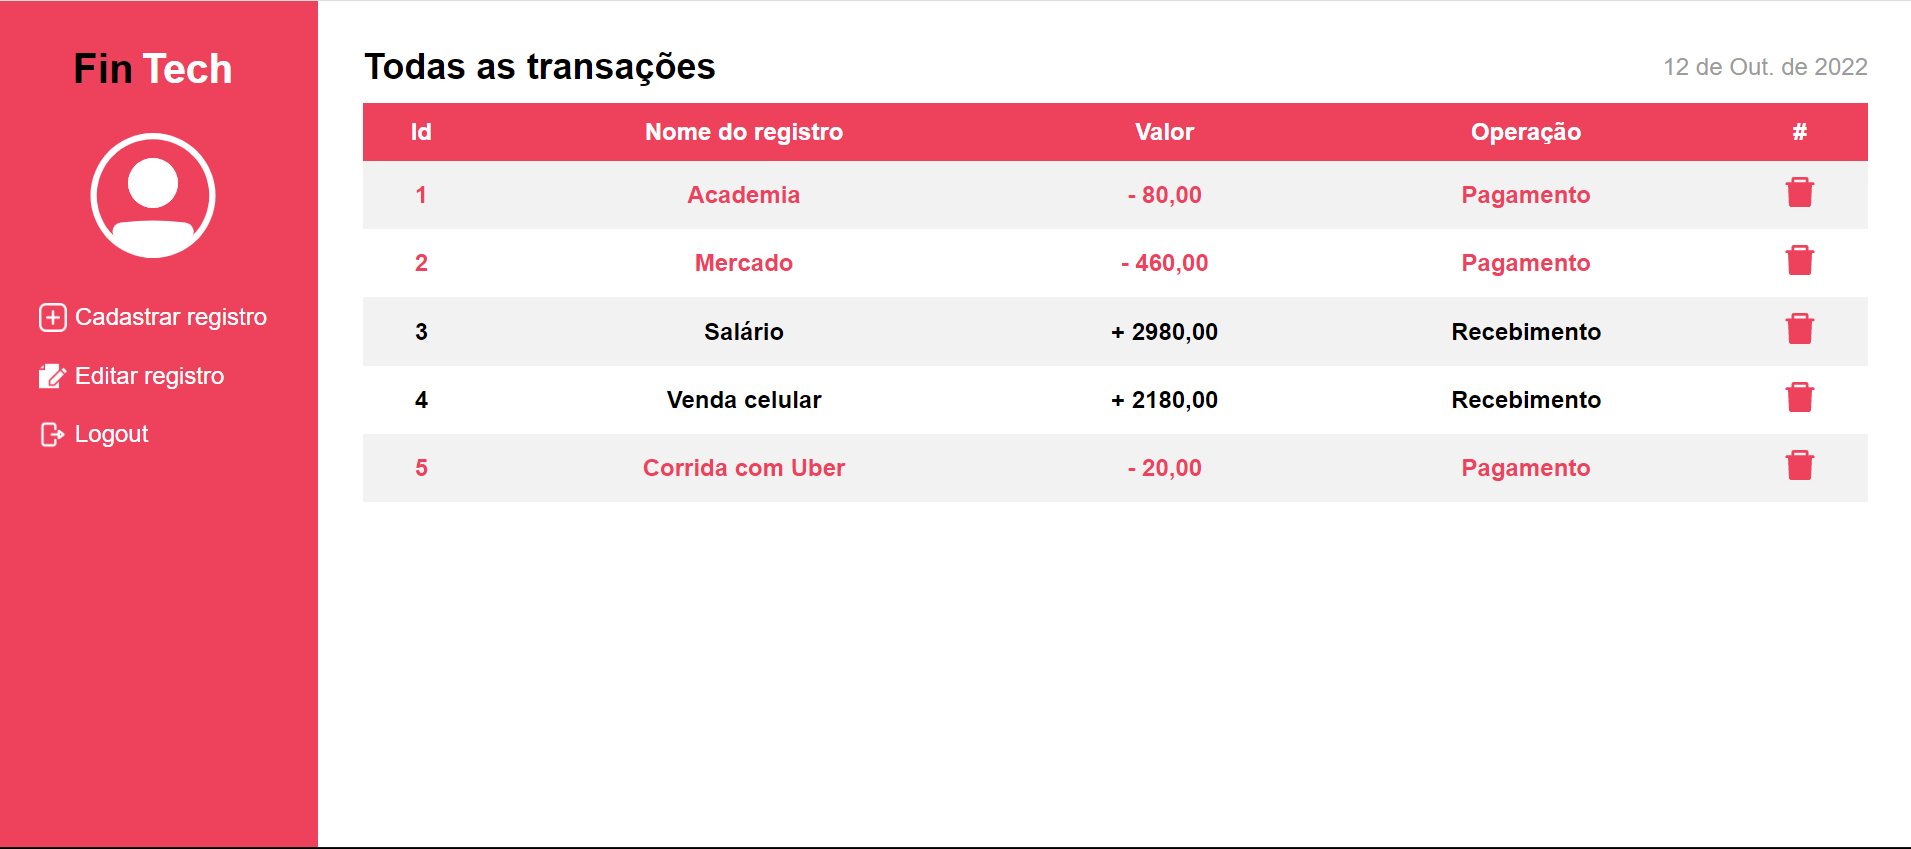 Fin Tech
Cadastrar registro
Editar registro
Logout
Todas as transações
12 de Out. de 2022
Id Nome do registro Valor Operação #
1 Academia - 80,00 Pagamento
2 Mercado - 460,00 Pagamento
3 Salário + 2980,00 Recebimento
4 Venda celular + 2180,00 Recebimento
5 Corrida com Uber - 20,00 Pagamento